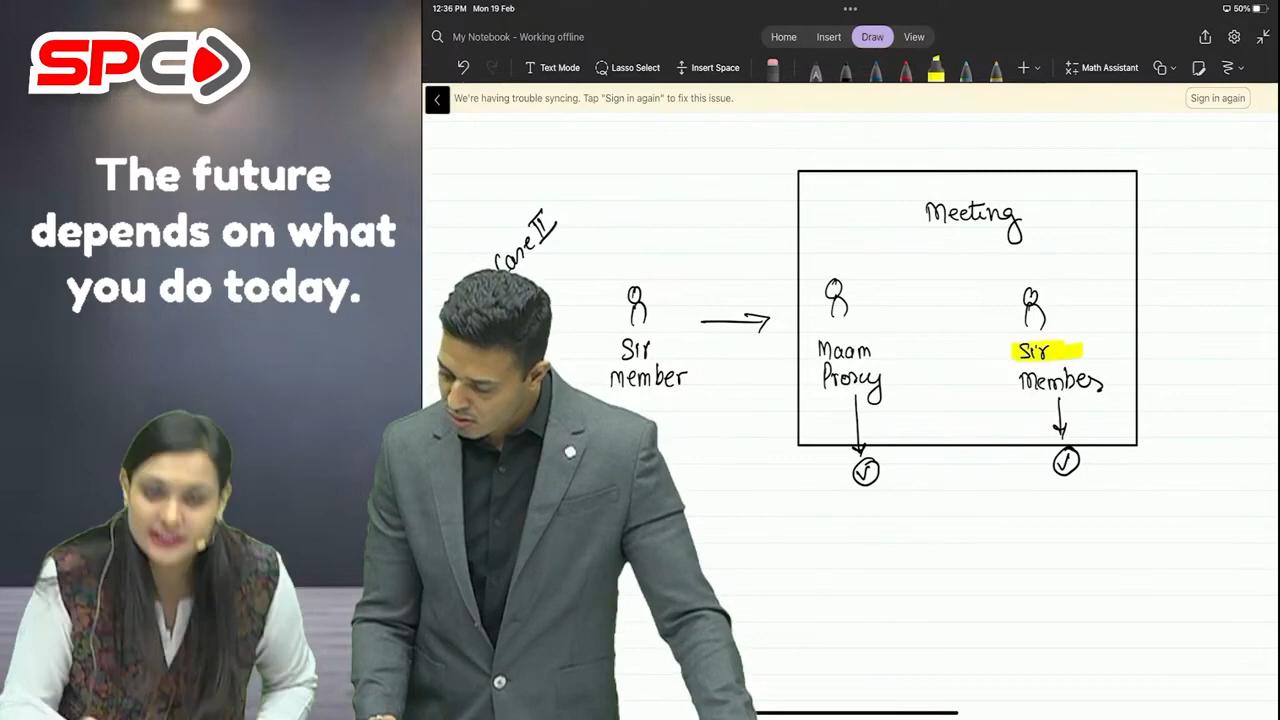 SPE
The future
depends on what
you do today.
12:36 PM Mon 19 Feb
50%
My Notebook - Working offline
Home Insert Draw View
Text Mode Lasso Select Insert Space Math Assistant
We're having trouble syncing. Tap "Sign in again" to fix this issue.
Sign in again
Case II
Meeting
Sir
member
Maam
Proxy
Sir
Member